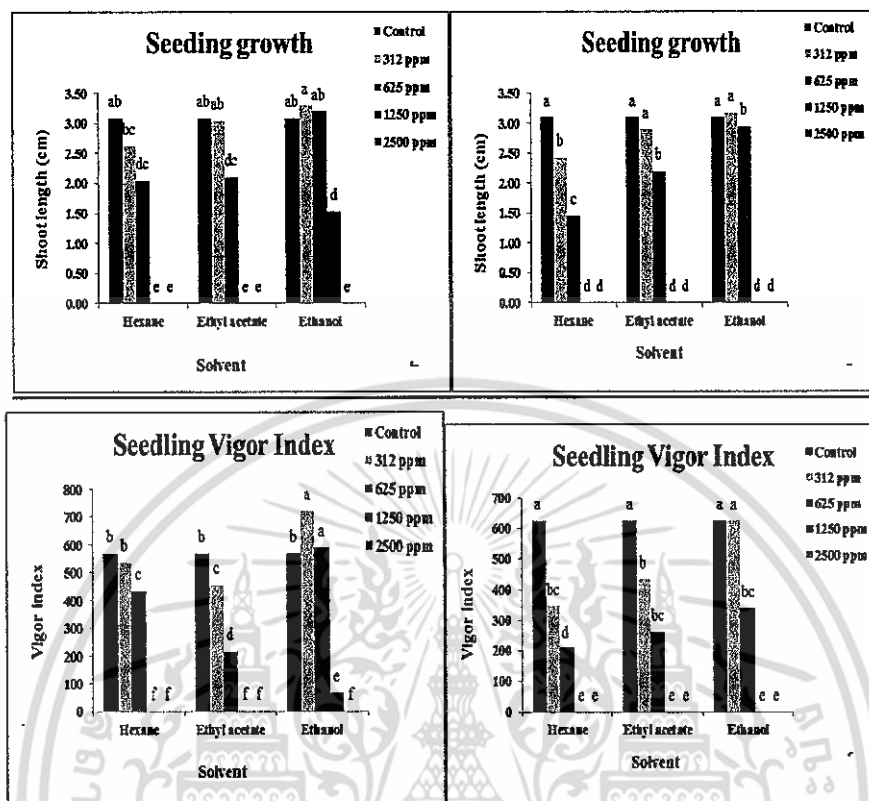 Seeding growth
Control
312 ppm
625 ppm
1250 ppm
2500 ppm
Shoot length (cm)
3.50
3.00
2.50
2.00
1.50
1.00
0.50
0.00
ab bc dc e e
ab ab dc e e
ab a ab d e
Hexane Ethyl acetate Ethanol
Solvent
Seeding growth
Control
312 ppm
625 ppm
1250 ppm
2500 ppm
Shoot length (cm)
3.50
3.00
2.50
2.00
1.50
1.00
0.50
0.00
a b c d d
a a b d d
a a b d d
Hexane Ethyl acetate Ethanol
Solvent
Seedling Vigor Index
Control
312 ppm
625 ppm
1250 ppm
2500 ppm
Vigor Index
800
700
600
500
400
300
200
100
0
b b c f f
b c d f f
b a a e f
Hexane Ethyl acetate Ethanol
Solvent
Seedling Vigor Index
Control
312 ppm
625 ppm
1250 ppm
2500 ppm
Vigor Index
700
600
500
400
300
200
100
0
a bc d e e
a b bc e e
a a bc e e
Hexane Ethyl acetate Ethanol
Solvent